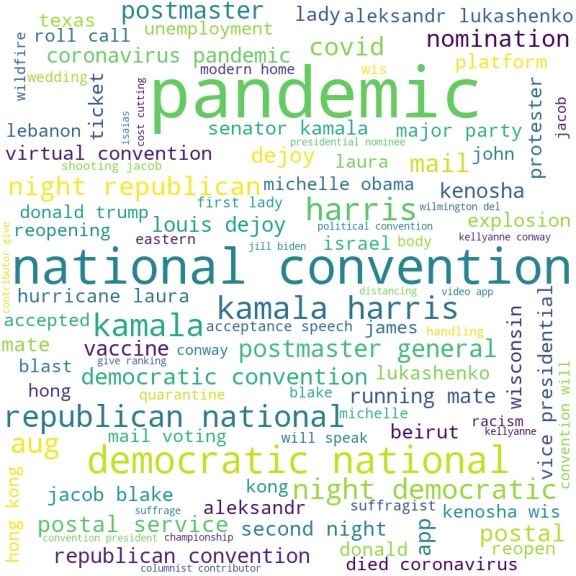 postmaster
lady
aleksandr lukashenko
texas
unemployment
wildfire
roll call
covid
nomination
coronavirus pandemic
modern home
platform
wedding
ticket
wis
isaias
cost cutting
pandemic
protester
jacob
lebanon
senator kamala
major party
presidential nominee
virtual convention
dejoy
mail
john
shooting jacob
laura
night republican
michelle obama
kenosha
first lady
harris
wilmington del
donald trump
louis dejoy
political convention
explosion
reopening
eastern
israel
body
kellyanne conway
jill biden
contributor give
national convention
distancing
video app
hurricane laura
kamala harris
accepted
kamala
acceptance speech
james
handling
wisconsin
vice presidential
mate
vaccine
conway
postmaster general
blast
give ranking
democratic convention
lukashenko
hong
quarantine
blake
running mate
convention will
republican national
michelle
racism
aug
mail voting
will speak
beirut
kellyanne
democratic national
hong kong
jacob blake
kong
night democratic
suffrage
aleksandr
suffragist
kenosha wis
postal service
second night
app
postal
convention president
championship
donald
reopen
republican convention
died coronavirus
columnist contributor